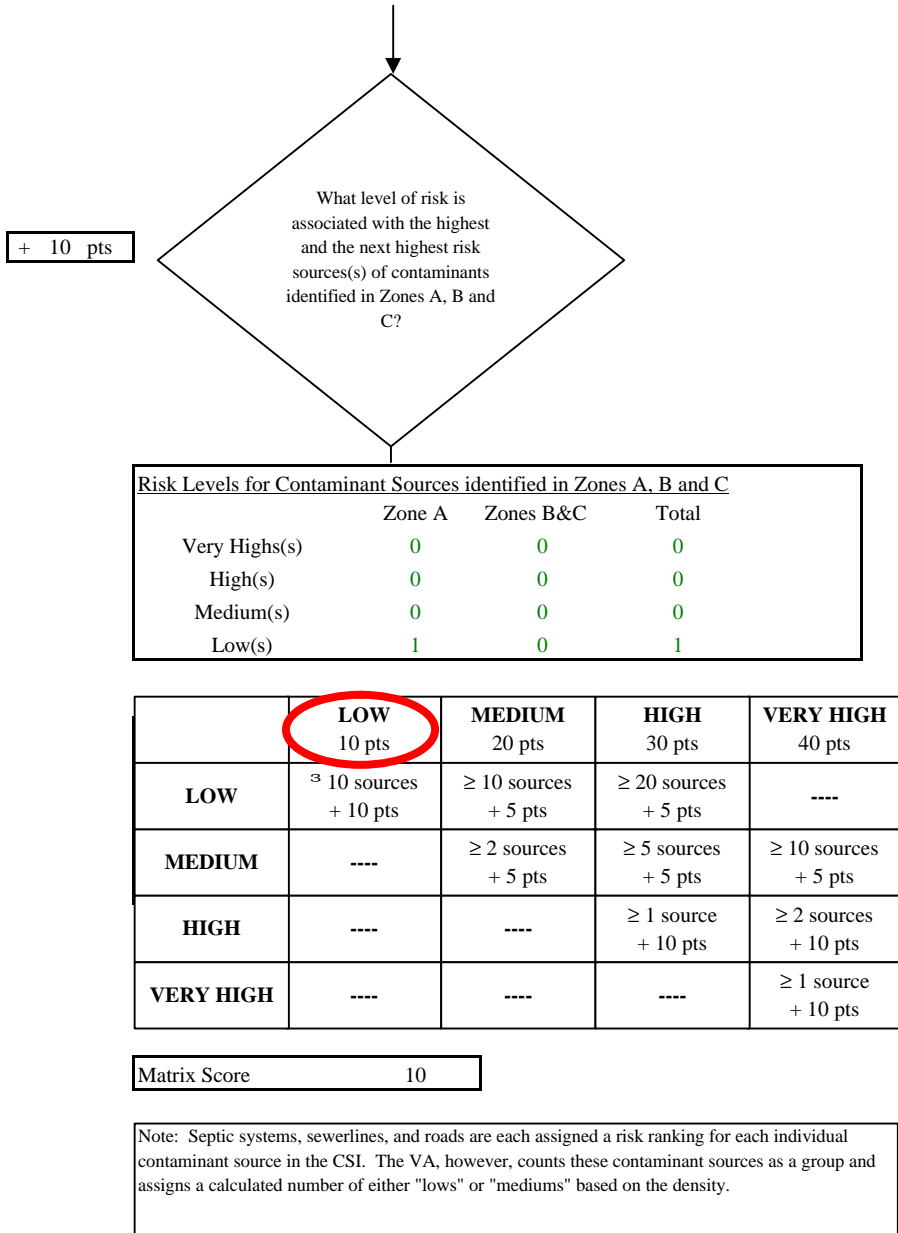 What level of risk is
associated with the highest
and the next highest risk
sources(s) of contaminants
identified in Zones A, B and
C?
+ 10 pts
Risk Levels for Contaminant Sources identified in Zones A, B and C
Zone A Zones B&C Total
Very Highs(s) 0 0 0
High(s) 0 0 0
Medium(s) 0 0 0
Low(s) 1 0 1
LOW MEDIUM HIGH VERY HIGH
10 pts 20 pts 30 pts 40 pts
LOW ³ 10 sources ≥ 10 sources ≥ 20 sources ----
+ 10 pts + 5 pts + 5 pts
MEDIUM ---- ≥ 2 sources ≥ 5 sources ≥ 10 sources
+ 5 pts + 5 pts + 5 pts
HIGH ---- ---- ≥ 1 source ≥ 2 sources
+ 10 pts + 10 pts
VERY HIGH ---- ---- ---- ≥ 1 source
+ 10 pts
Matrix Score 10
Note: Septic systems, sewerlines, and roads are each assigned a risk ranking for each individual
contaminant source in the CSI. The VA, however, counts these contaminant sources as a group and
assigns a calculated number of either "lows" or "mediums" based on the density.